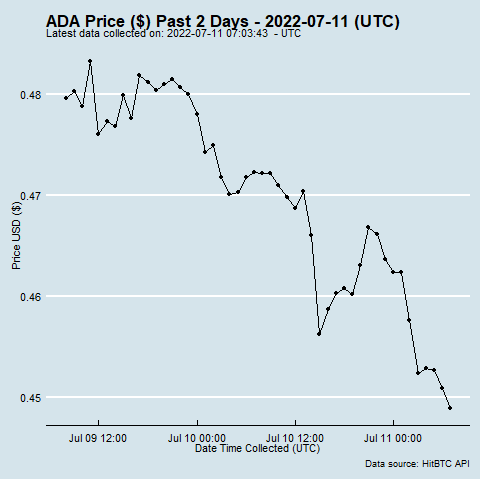 ADA Price ($) Past 2 Days - 2022-07-11 (UTC)
Latest data collected on: 2022-07-11 07:03:43  - UTC
0.48
0.47
0.46
0.45
Price USD ($)
Jul 09 12:00
Jul 10 00:00
Jul 10 12:00
Jul 11 00:00
Date Time Collected (UTC)
Data source: HitBTC API